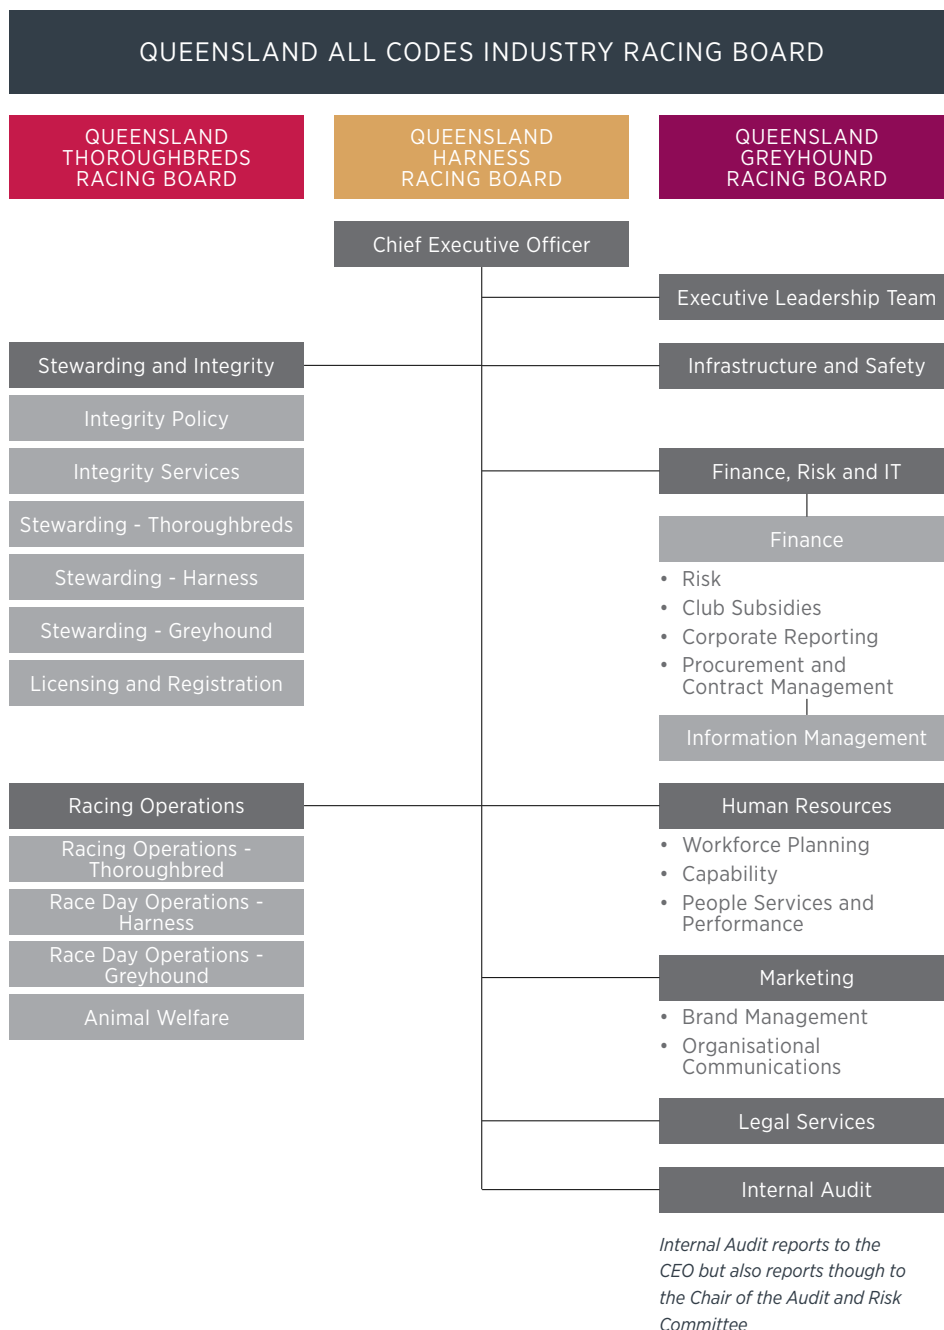 QUEENSLAND ALL CODES INDUSTRY RACING BOARD
QUEENSLAND
THOROUGHBREDS
RACING BOARD
QUEENSLAND
HARNESS
RACING BOARD
QUEENSLAND
GREYHOUND
RACING BOARD
Chief Executive Officer
Executive Leadership Team
Stewarding and Integrity
Integrity Policy
Integrity Services
Stewarding - Thoroughbreds
Stewarding - Harness
Stewarding - Greyhound
Licensing and Registration
Infrastructure and Safety
Finance, Risk and IT
Finance
• Risk
• Club Subsidies
• Corporate Reporting
• Procurement and
Contract Management
Information Management
Racing Operations
Racing Operations -
Thoroughbred
Race Day Operations -
Harness
Race Day Operations -
Greyhound
Animal Welfare
Human Resources
• Workforce Planning
• Capability
• People Services and
Performance
Marketing
• Brand Management
• Organisational
Communications
Legal Services
Internal Audit
Internal Audit reports to the
CEO but also reports though to
the Chair of the Audit and Risk
Committee